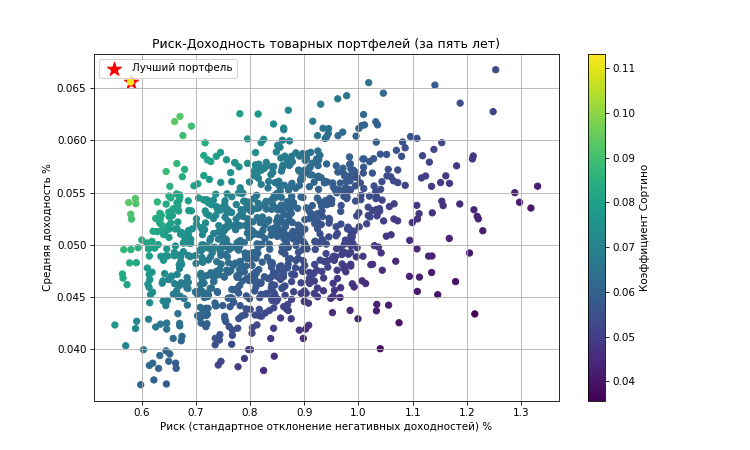 Риск-Доходность товарных портфелей (за пять лет)
Лучший портфель
Средняя доходность %
0.065
0.060
0.055
0.050
0.045
0.040
0.6 0.7 0.8 0.9 1.0 1.1 1.2 1.3
Риск (стандартное отклонение негативных доходностей) %
0.11
0.10
0.09
0.08
0.07
0.06
0.05
0.04
Коэффициент Сортино